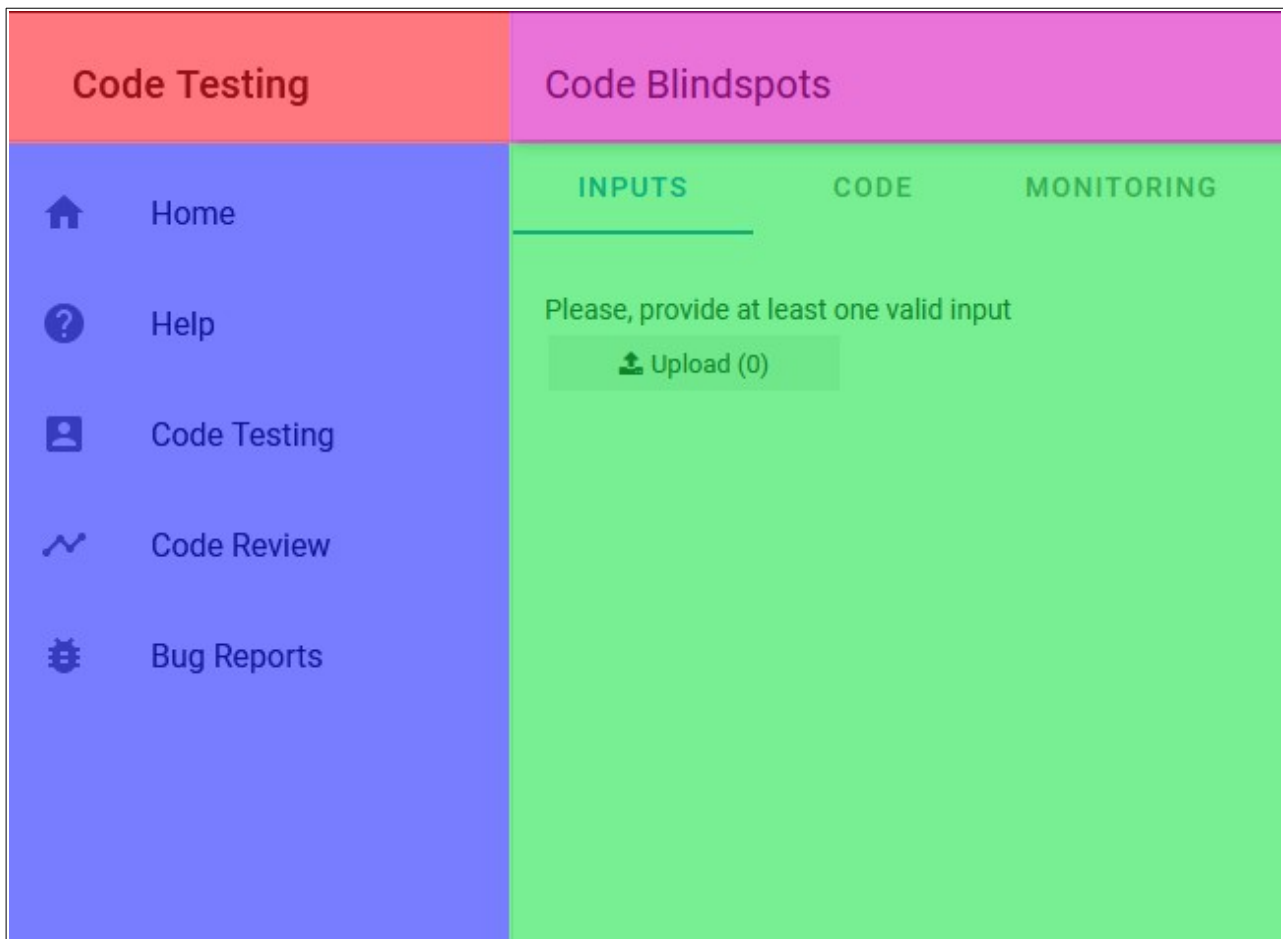 Code Testing
Code Blindspots
Home
Help
Code Testing
Code Review
Bug Reports
INPUTS CODE MONITORING
Please, provide at least one valid input
Upload (0)